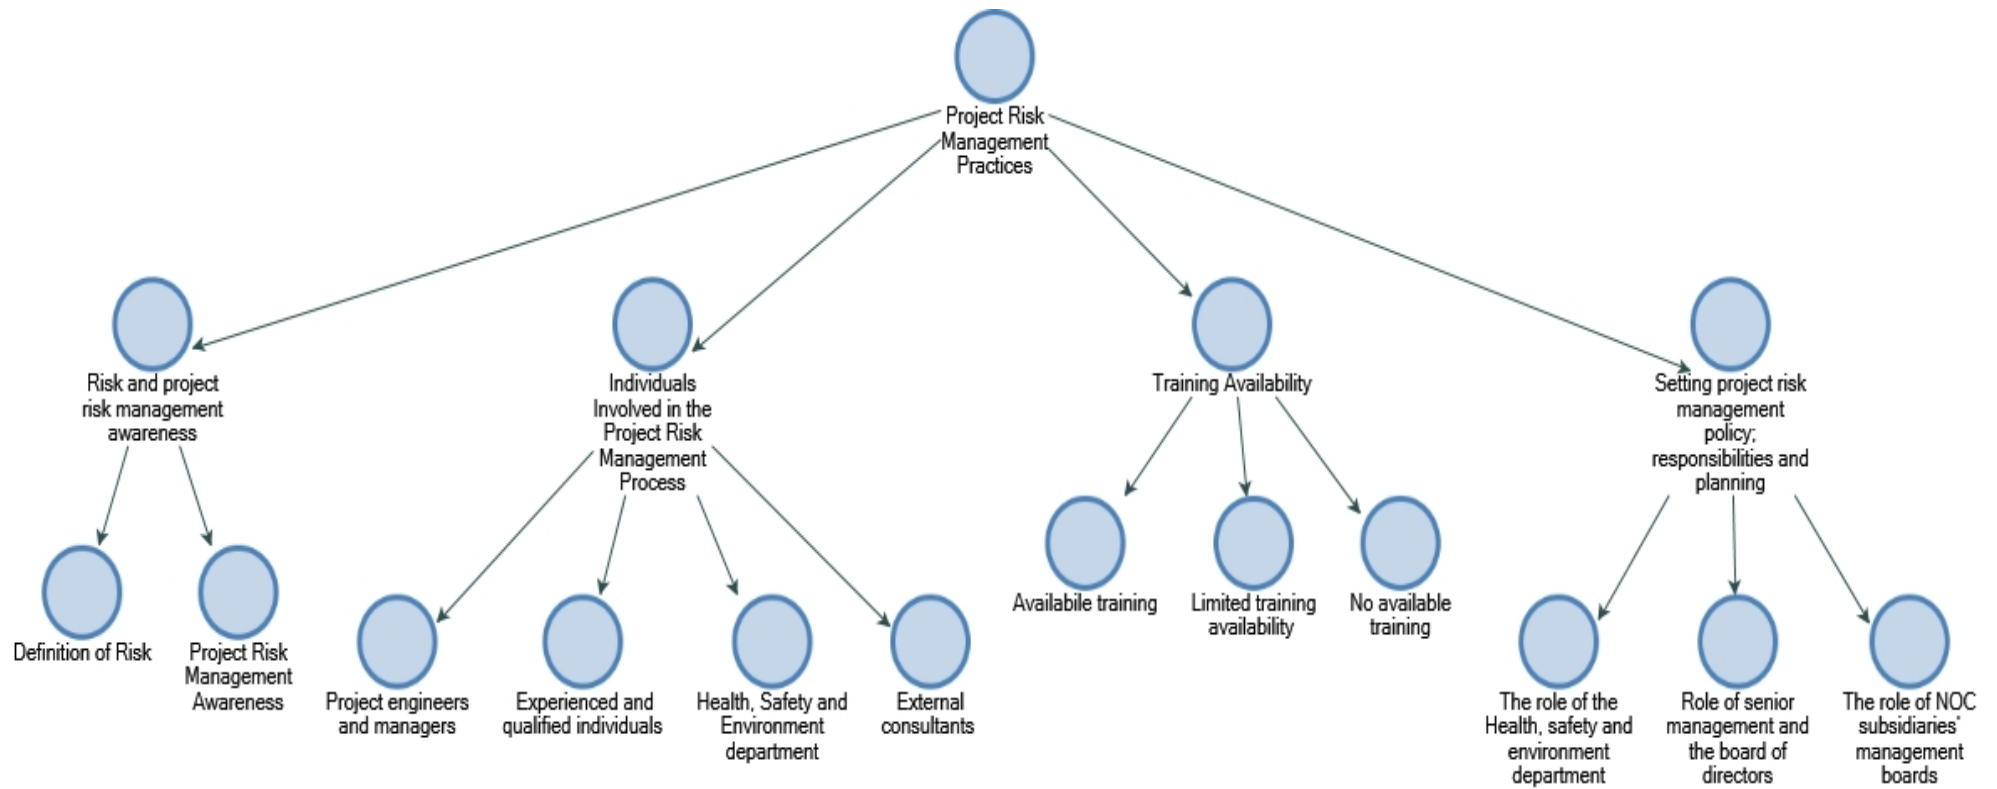 Project Risk
Management
Practices
Risk and project
risk management
awareness
Individuals
Involved in the
Project Risk
Management
Process
Training Availability
Setting project risk
management
policy;
responsibilities and
planning
Definition of Risk
Project Risk
Management
Awareness
Project engineers
and managers
Experienced and
qualified individuals
Health, Safety and
Environment
department
External
consultants
Availabile training
Limited training
availability
No available
training
The role of the
Health, safety and
environment
department
Role of senior
management and
the board of
directors
The role of NOC
subsidiaries'
management
boards